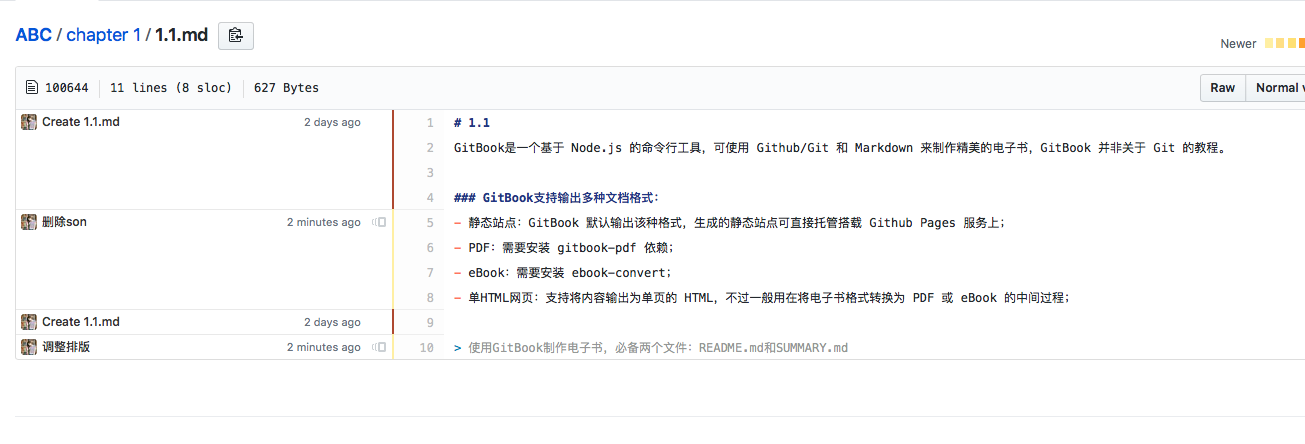 ABC / chapter 1 / 1.1.md
Newer
100644 11 lines (8 sloc) 627 Bytes
Raw Normal v
Create 1.1.md 2 days ago 1 # 1.1
2 GitBook是一个基于 Node.js 的命令行工具，可使用 Github/Git 和 Markdown 来制作精美的电子书，GitBook 并非关于 Git 的教程。
3
4 ### GitBook支持输出多种文档格式：
删除son 2 minutes ago 5 - 静态站点：GitBook 默认输出该种格式，生成的静态站点可直接托管搭载 Github Pages 服务上；
6 - PDF：需要安装 gitbook-pdf 依赖；
7 - eBook：需要安装 ebook-convert；
8 - 单HTML网页：支持将内容输出为单页的 HTML，不过一般用在将电子书格式转换为 PDF 或 eBook 的中间过程；
Create 1.1.md 2 days ago 9
调整排版 2 minutes ago 10 > 使用GitBook制作电子书，必备两个文件：README.md和SUMMARY.md